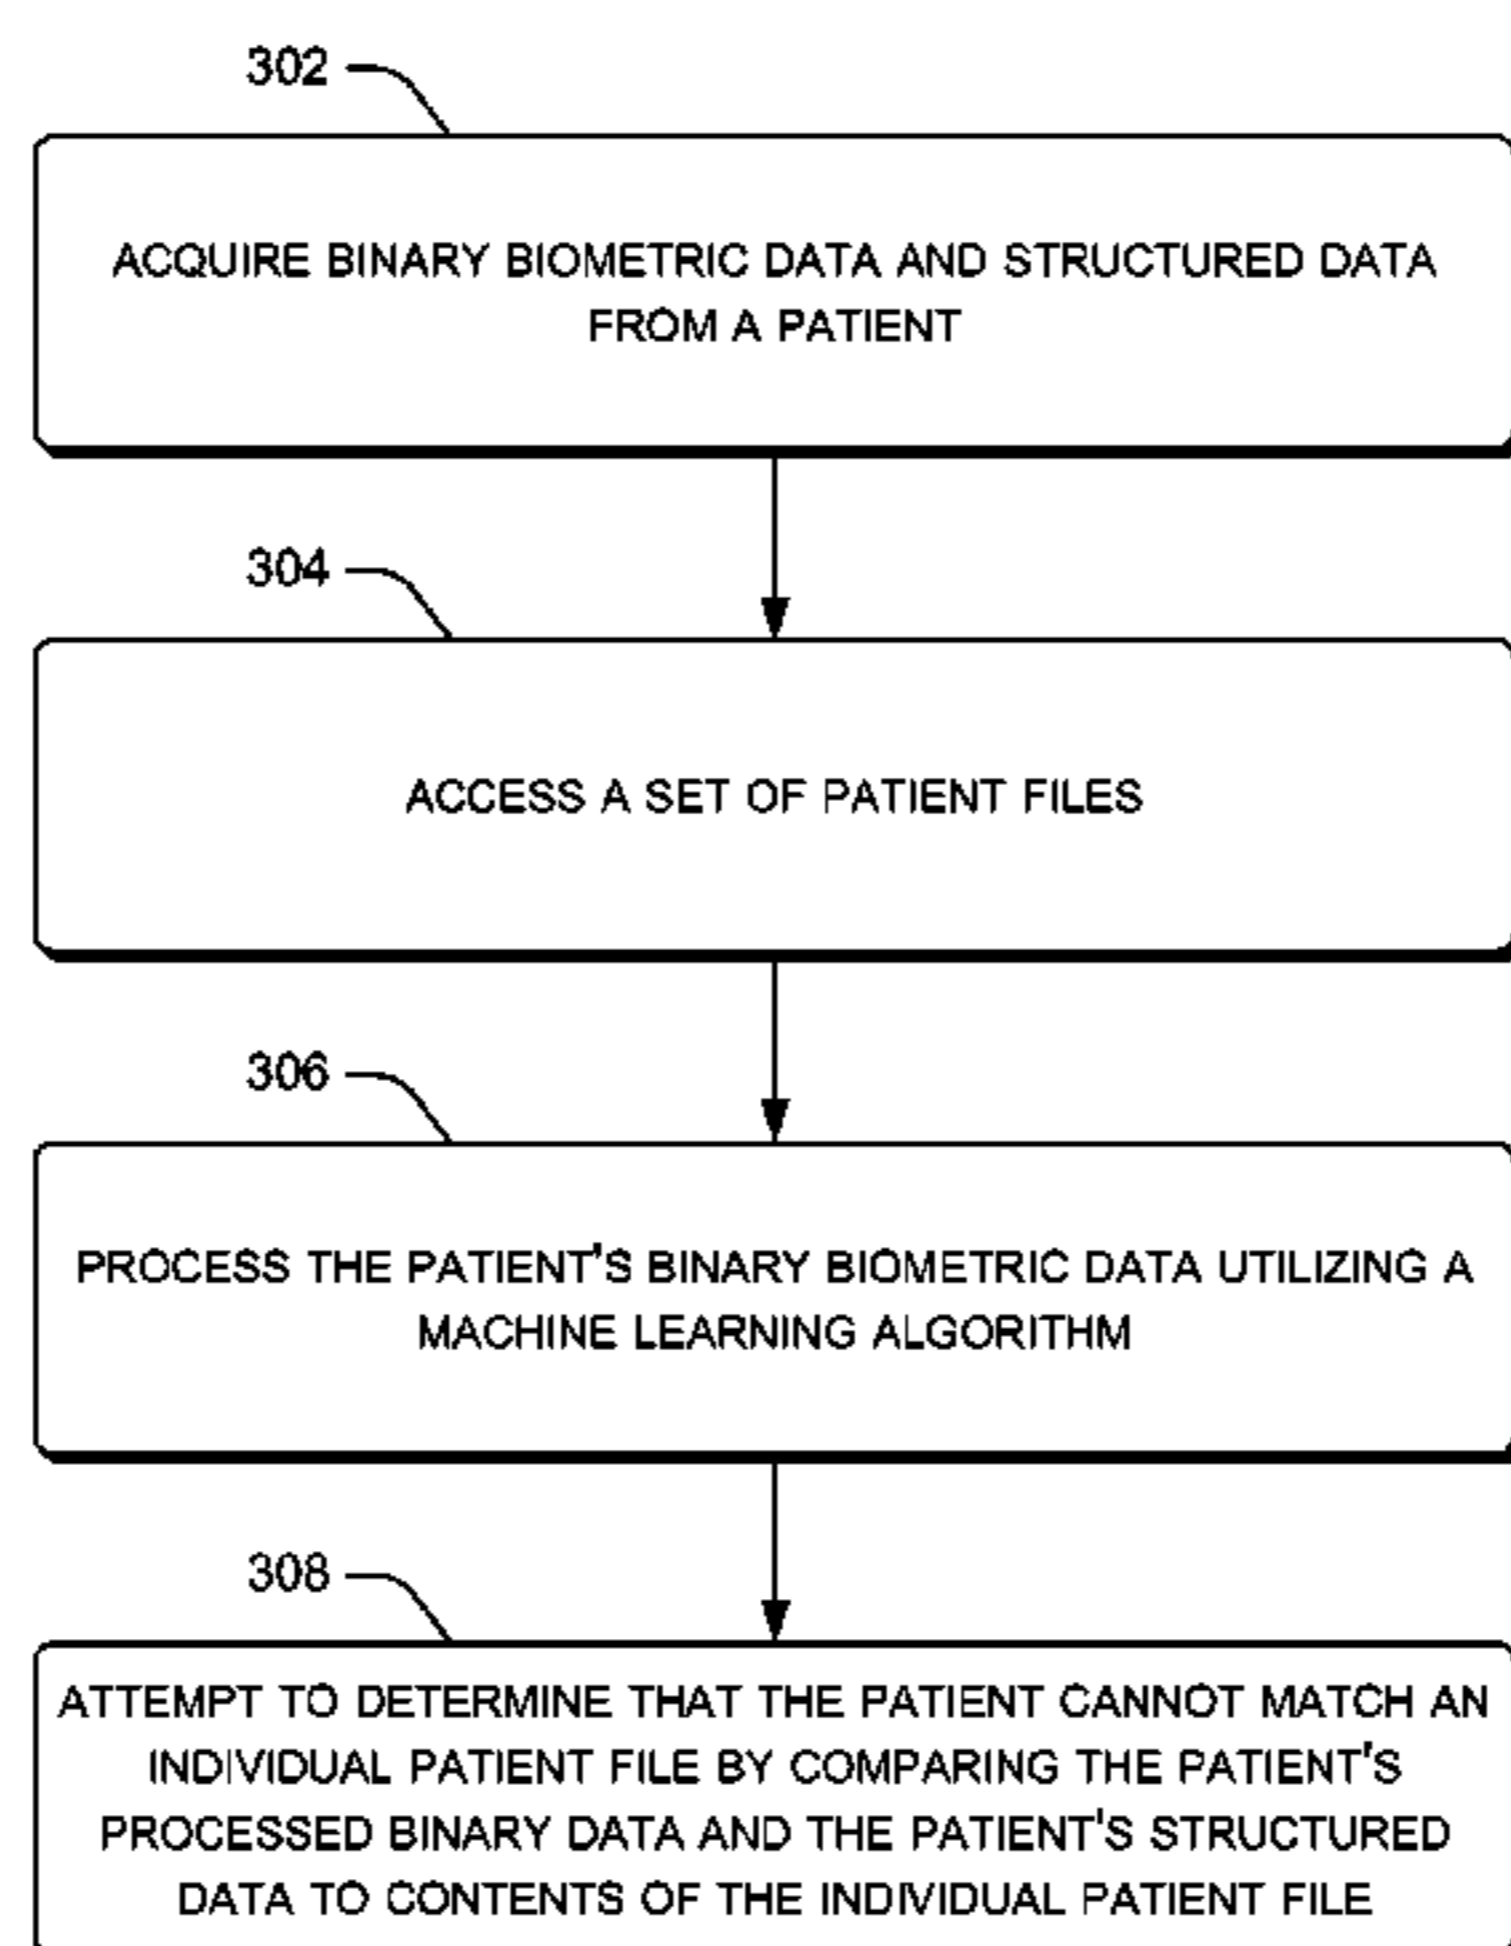 302
ACQUIRE BINARY BIOMETRIC DATA AND STRUCTURED DATA
FROM A PATIENT
304
ACCESS A SET OF PATIENT FILES
306
PROCESS THE PATIENT'S BINARY BIOMETRIC DATA UTILIZING A
MACHINE LEARNING ALGORITHM
308
ATTEMPT TO DETERMINE THAT THE PATIENT CANNOT MATCH AN
INDIVIDUAL PATIENT FILE BY COMPARING THE PATIENT'S
PROCESSED BINARY DATA AND THE PATIENT'S STRUCTURED
DATA TO CONTENTS OF THE INDIVIDUAL PATIENT FILE